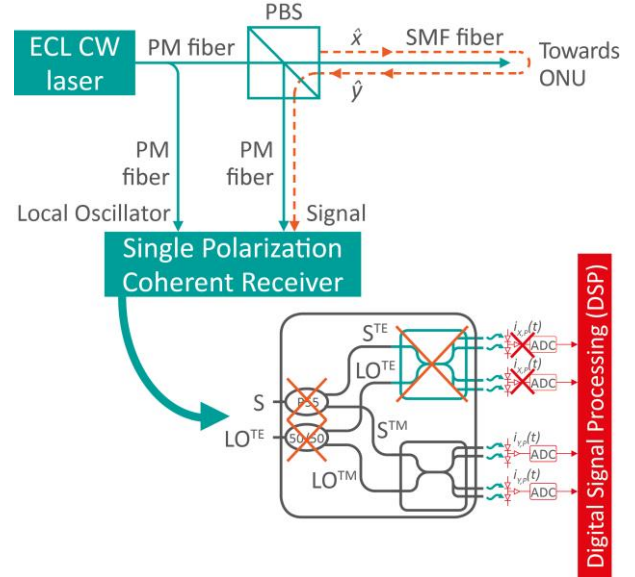 PBS
ECL CW
laser
PM fiber
x̂
SMF fiber
ŷ
Towards
ONU
PM
fiber
PM
fiber
Local Oscillator
Signal
Single Polarization
Coherent Receiver
S^TE
LO^TE
S
LO^TE
50/50
S^TM
LO^TM
i_X,P(t)
ADC
i_X,P(t)
ADC
i_Y,P(t)
ADC
i_Y,P(t)
ADC
Digital Signal Processing (DSP)